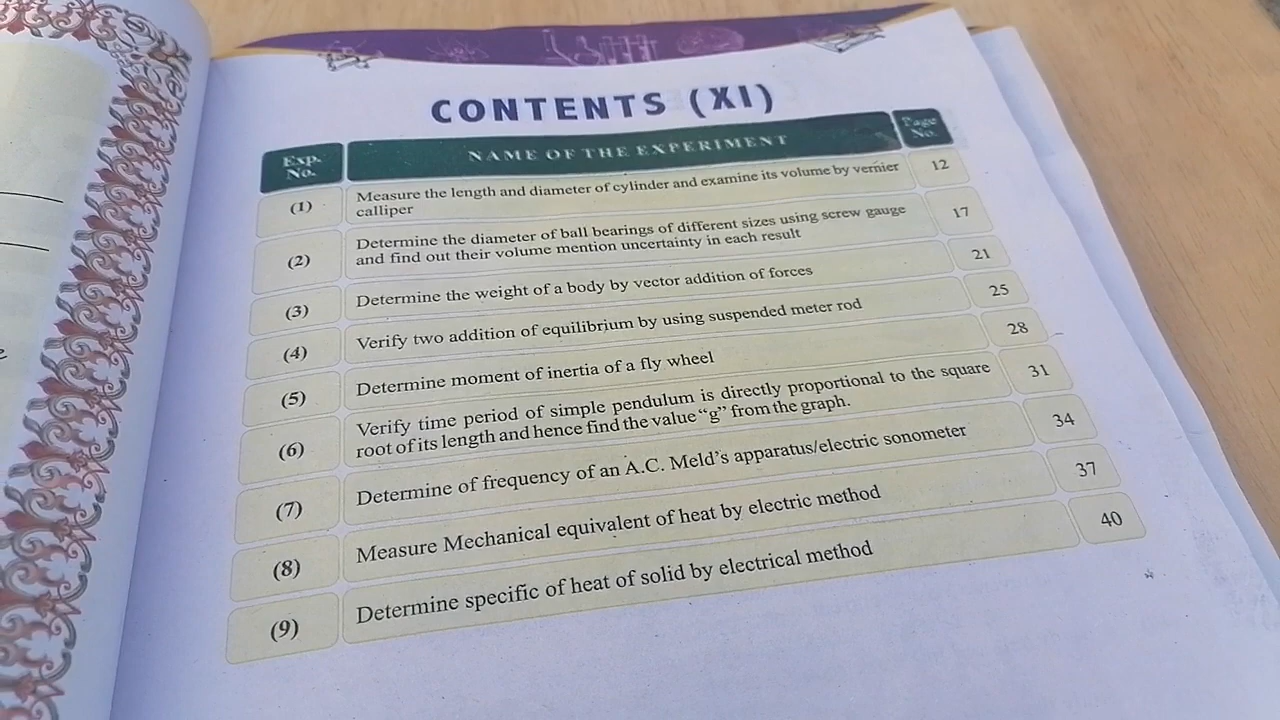 CONTENTS (XI)
Exp. No. NAME OF THE EXPERIMENT Page No.
(1) Measure the length and diameter of cylinder and examine its volume by vernier 12
calliper
(2) Determine the diameter of ball bearings of different sizes using screw gauge 17
and find out their volume mention uncertainty in each result
(3) Determine the weight of a body by vector addition of forces 21
(4) Verify two addition of equilibrium by using suspended meter rod 25
(5) Determine moment of inertia of a fly wheel 28
(6) Verify time period of simple pendulum is directly proportional to the square 31
root of its length and hence find the value “g” from the graph.
(7) Determine of frequency of an A.C. Meld’s apparatus/electric sonometer 34
(8) Measure Mechanical equivalent of heat by electric method 37
(9) Determine specific of heat of solid by electrical method 40